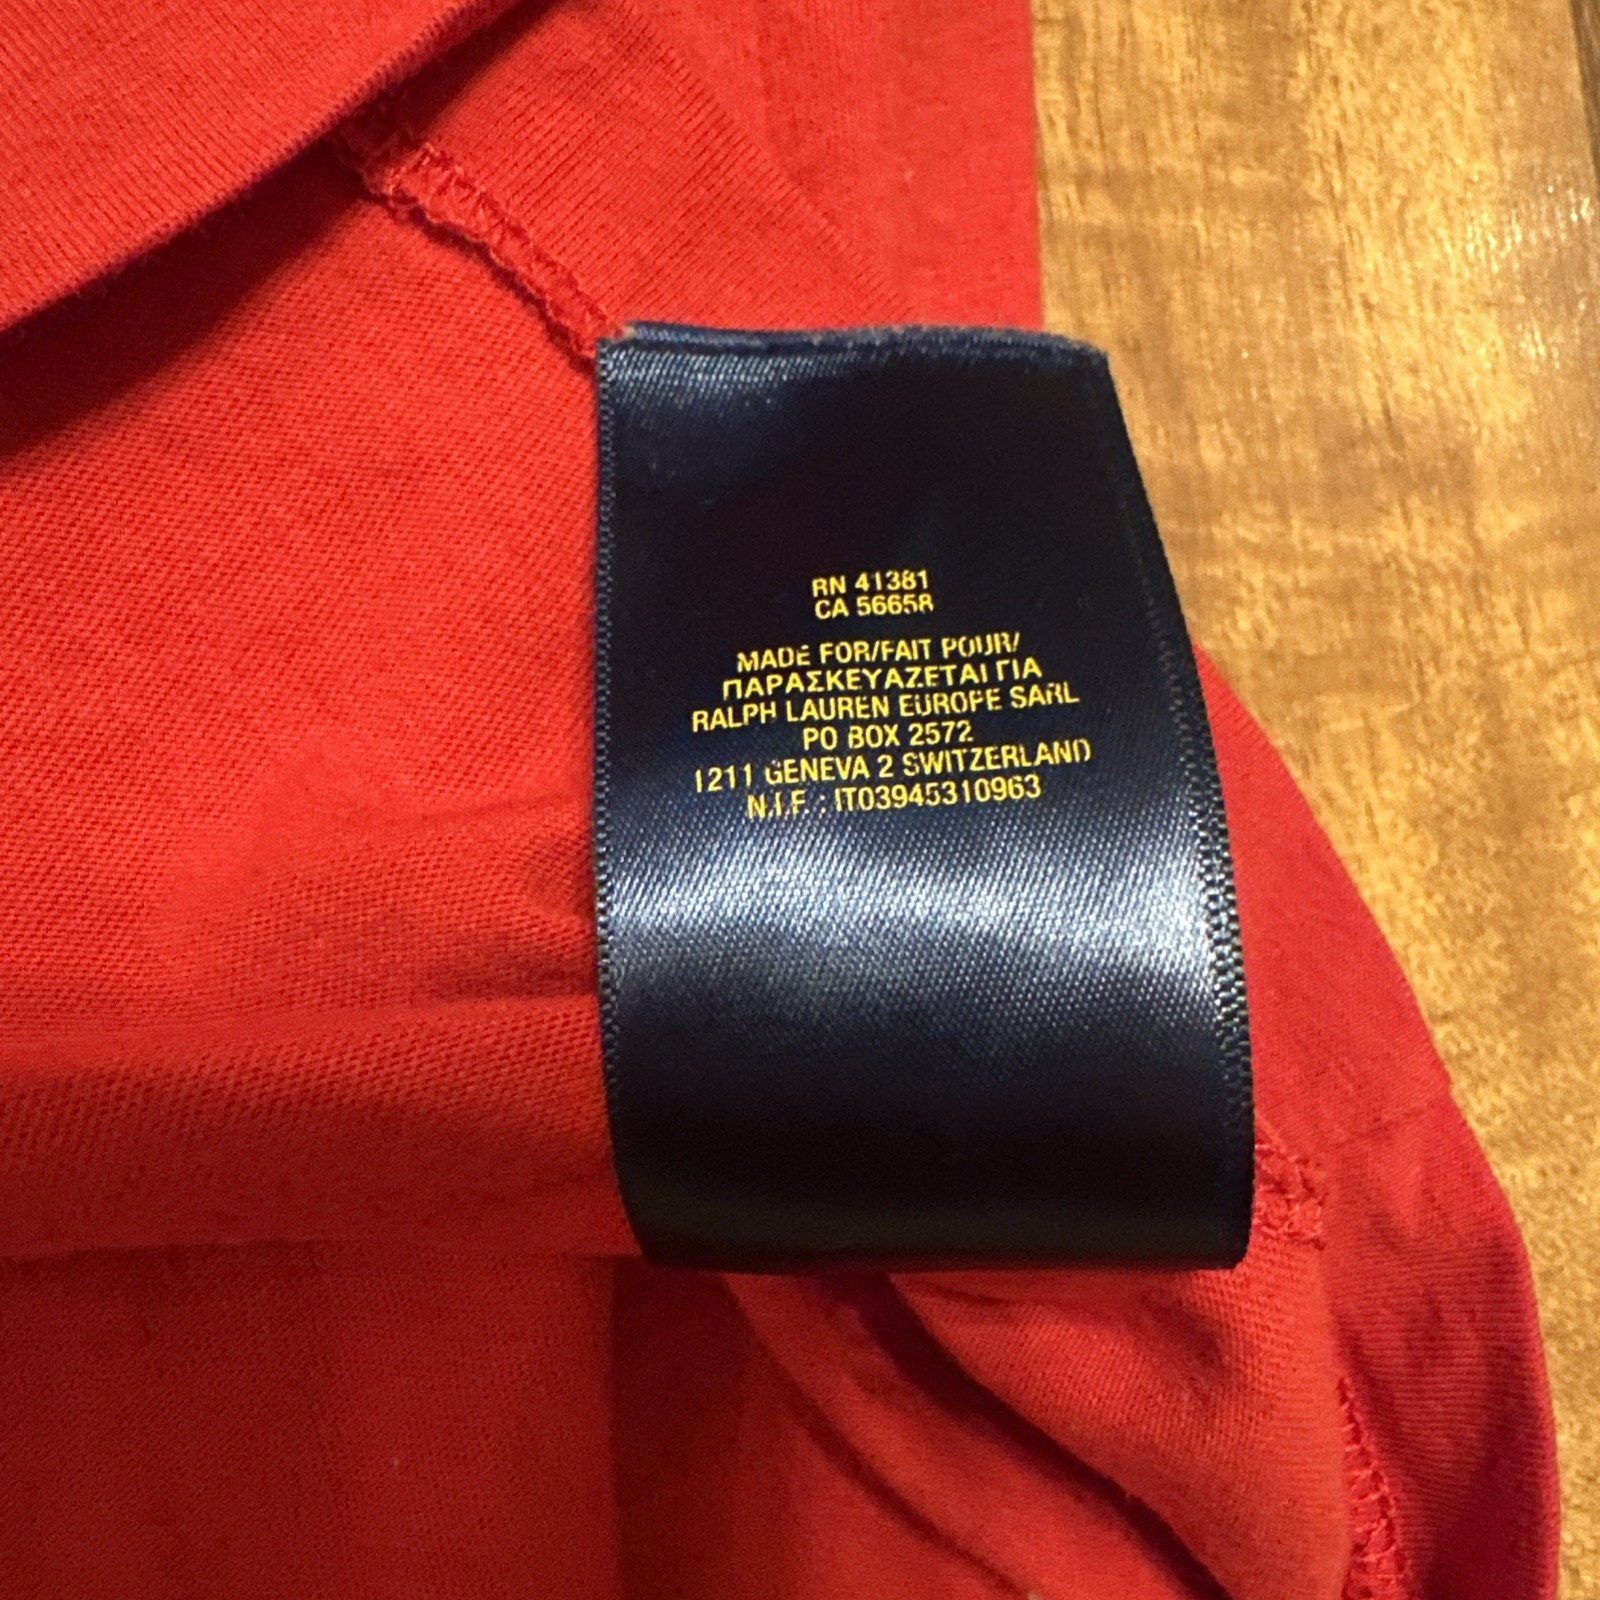 RN 41381
CA 56658
MADE FOR/FAIT POUR/
ΠΑΡΑΣΚΕΥΑΖΕΤΑΙ ΓΙΑ
RALPH LAUREN EUROPE SARL
PO BOX 2572
1211 GENEVA 2 SWITZERLAND
N.I.F : IT03945310963